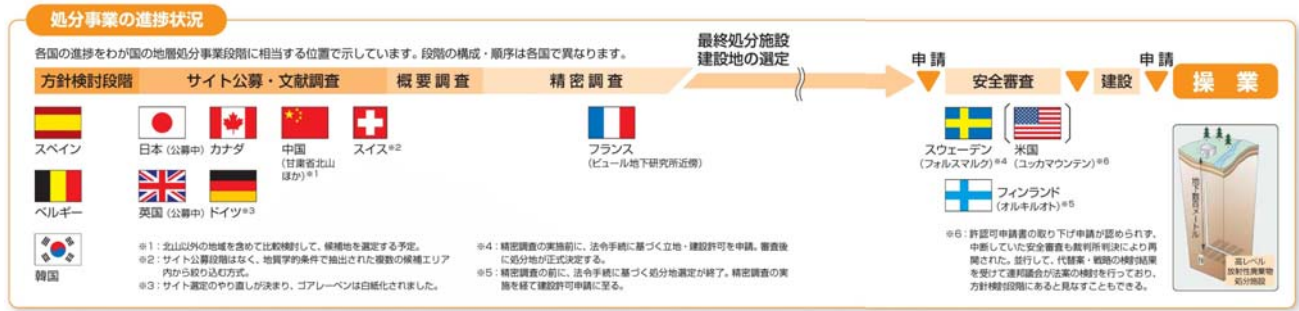 処分事業の進捗状況
各国の進捗をわが国の地層処分事業段階に相当する位置で示しています。段階の構成・順序は各国で異なります。
方針検討段階
サイト公募・文献調査
概要調査
精密調査
最終処分施設
建設地の選定
申請
安全審査
建設
申請
操業
スペイン
日本(公募中)
カナダ
中国
(甘粛省北山
ほか)※1
スイス※2
フランス
(ビュール地下研究所近傍)
スウェーデン
(フォルスマルク)※4
米国
(ユッカマウンテン)※6
ベルギー
英国(公募中)
ドイツ※3
フィンランド
(オルキルオト)※5
韓国
※1:北山以外の地域を含めて比較検討して、候補地を選定する予定。
※2:サイト公募段階はなく、地質学的条件で抽出された複数の候補エリア
内から絞り込む方式。
※3:サイト選定のやり直しが決まり、ゴアレーベンは白紙化されました。
※4:精密調査の実施前に、法令手続に基づく立地・建設許可を申請。審査後
に処分地が正式決定する。
※5:精密調査の前に、法令手続に基づく処分地選定が終了。精密調査の実
施を経て建設許可申請に至る。
※6:許認可申請書の取り下げ申請が認められず、
中断していた安全審査も裁判所判決により再
開された。並行して、代替案・戦略の検討結果
を受けて連邦議会が法案の検討を行っており、
方針検討段階にあると見なすこともできる。
地下数百メートル
高レベル
放射性廃棄物
処分施設